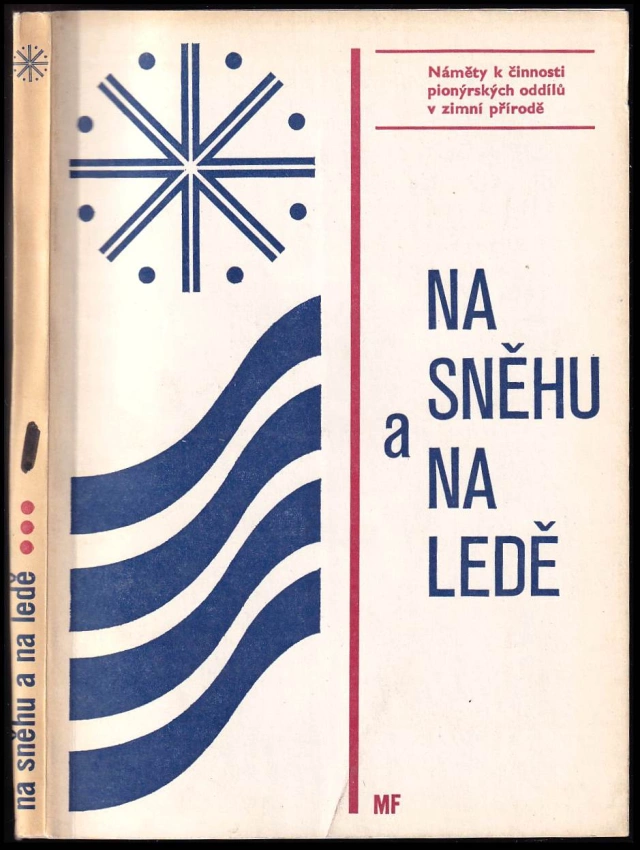 Náměty k činnosti
pionýrských oddílů
v zimní přírodě
NA
SNĚHU
a
NA
LEDĚ
MF
na sněhu a na ledě